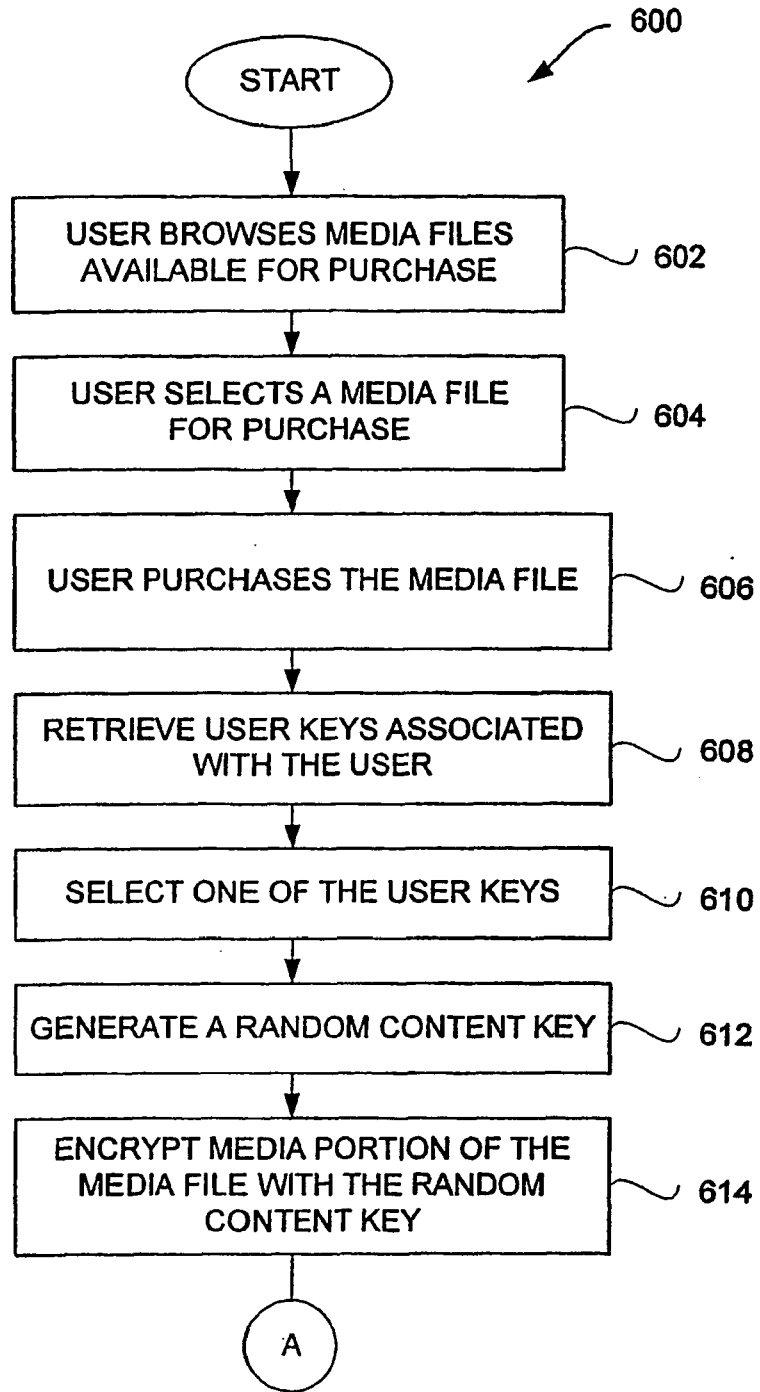 600
START
USER BROWSES MEDIA FILES
AVAILABLE FOR PURCHASE
602
USER SELECTS A MEDIA FILE
FOR PURCHASE
604
USER PURCHASES THE MEDIA FILE
606
RETRIEVE USER KEYS ASSOCIATED
WITH THE USER
608
SELECT ONE OF THE USER KEYS
610
GENERATE A RANDOM CONTENT KEY
612
ENCRYPT MEDIA PORTION OF THE
MEDIA FILE WITH THE RANDOM
CONTENT KEY
614
A